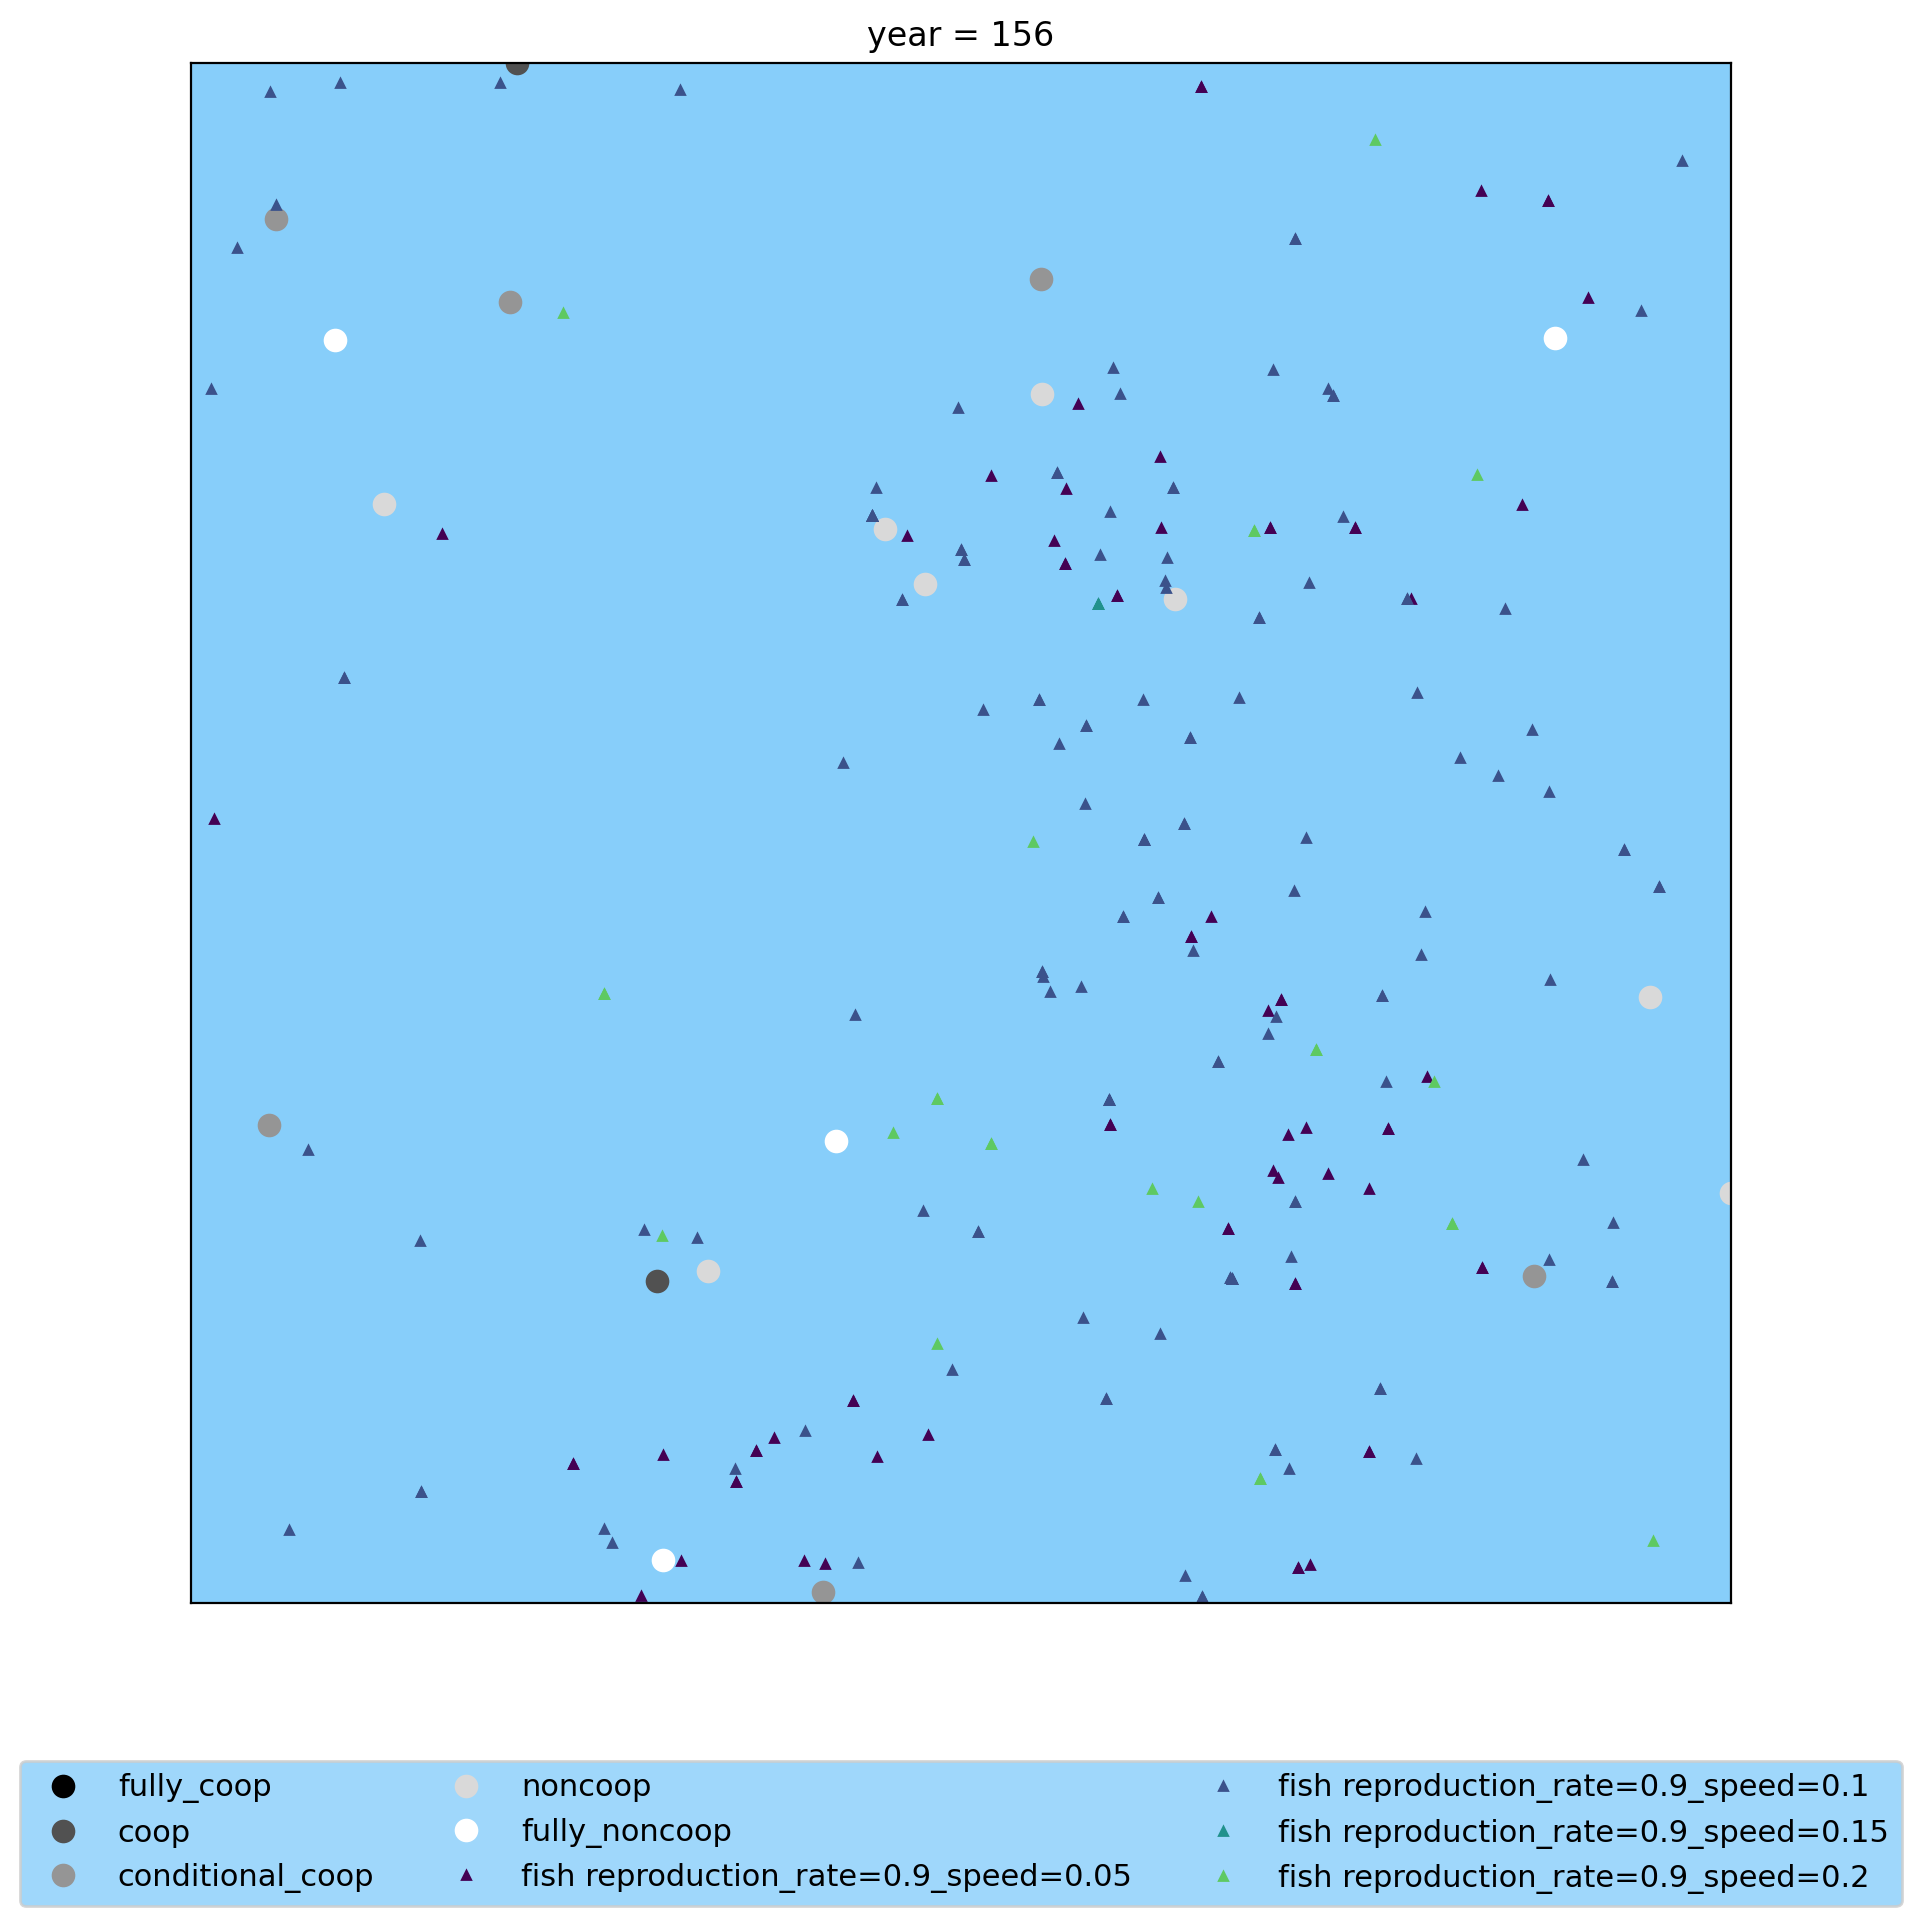 year = 156
fully_coop
coop
conditional_coop
noncoop
fully_noncoop
fish reproduction_rate=0.9_speed=0.05
fish reproduction_rate=0.9_speed=0.1
fish reproduction_rate=0.9_speed=0.15
fish reproduction_rate=0.9_speed=0.2